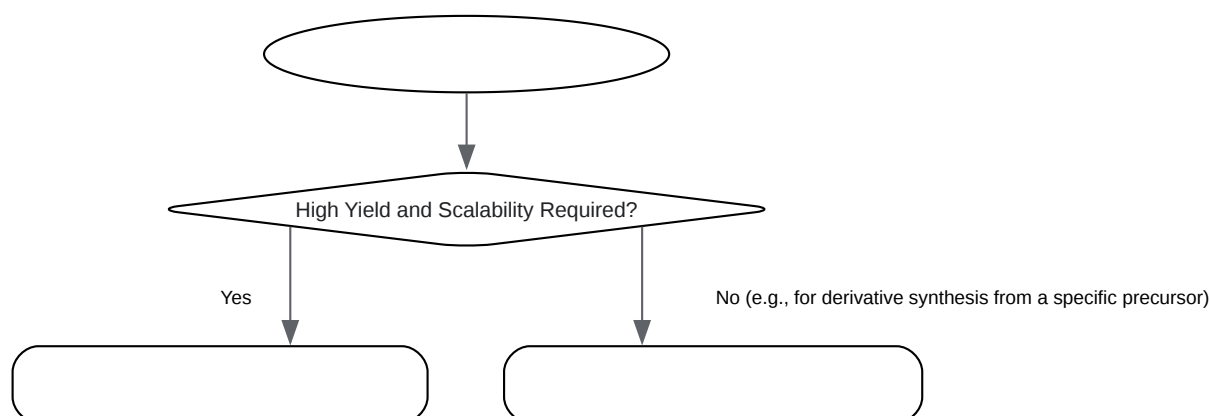 High Yield and Scalability Required?
Yes
No (e.g., for derivative synthesis from a specific precursor)